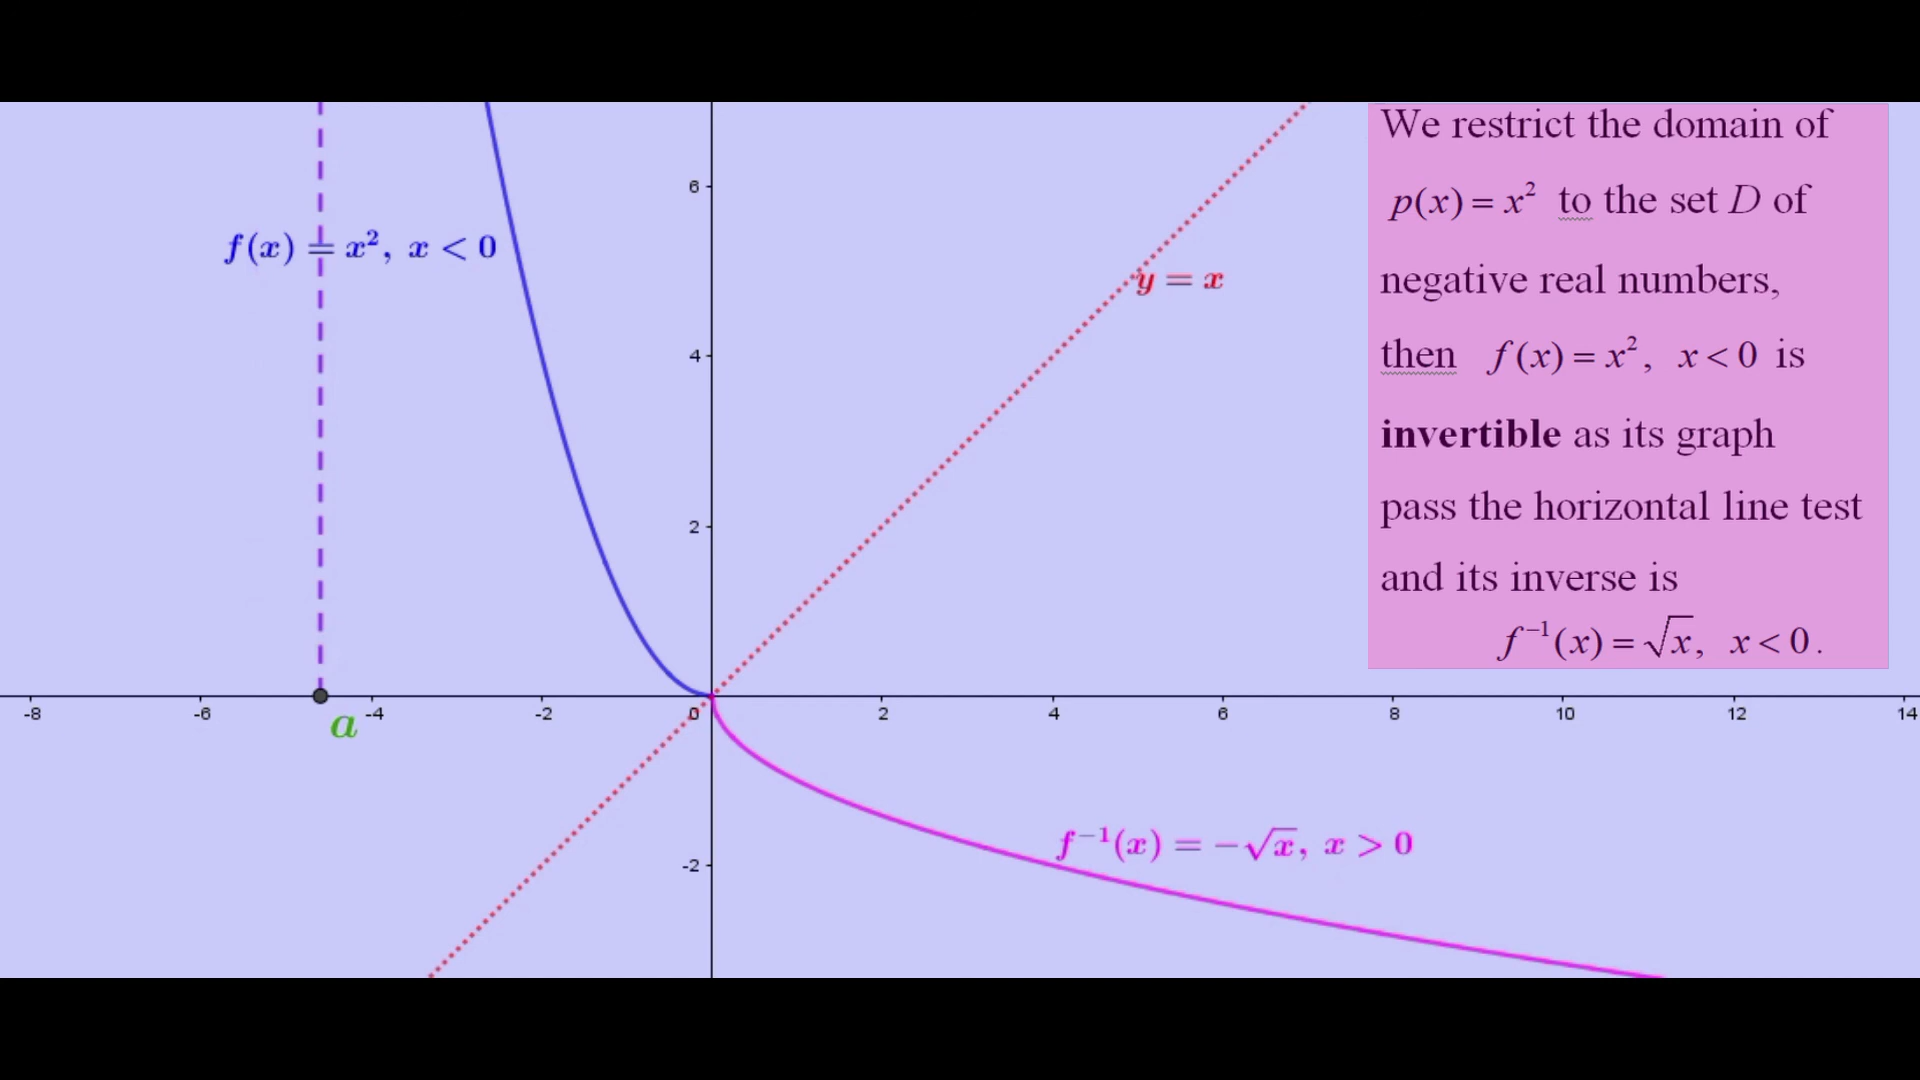 We restrict the domain of
p(x) = x² to the set D of
negative real numbers,
then f(x) = x², x < 0 is
invertible as its graph
pass the horizontal line test
and its inverse is
f⁻¹(x) = √x, x < 0.
f(x) = x², x < 0
y = x
f⁻¹(x) = −√x, x > 0
a
6
4
2
-2
-8 -6 -4 -2 0 2 4 6 8 10 12 14